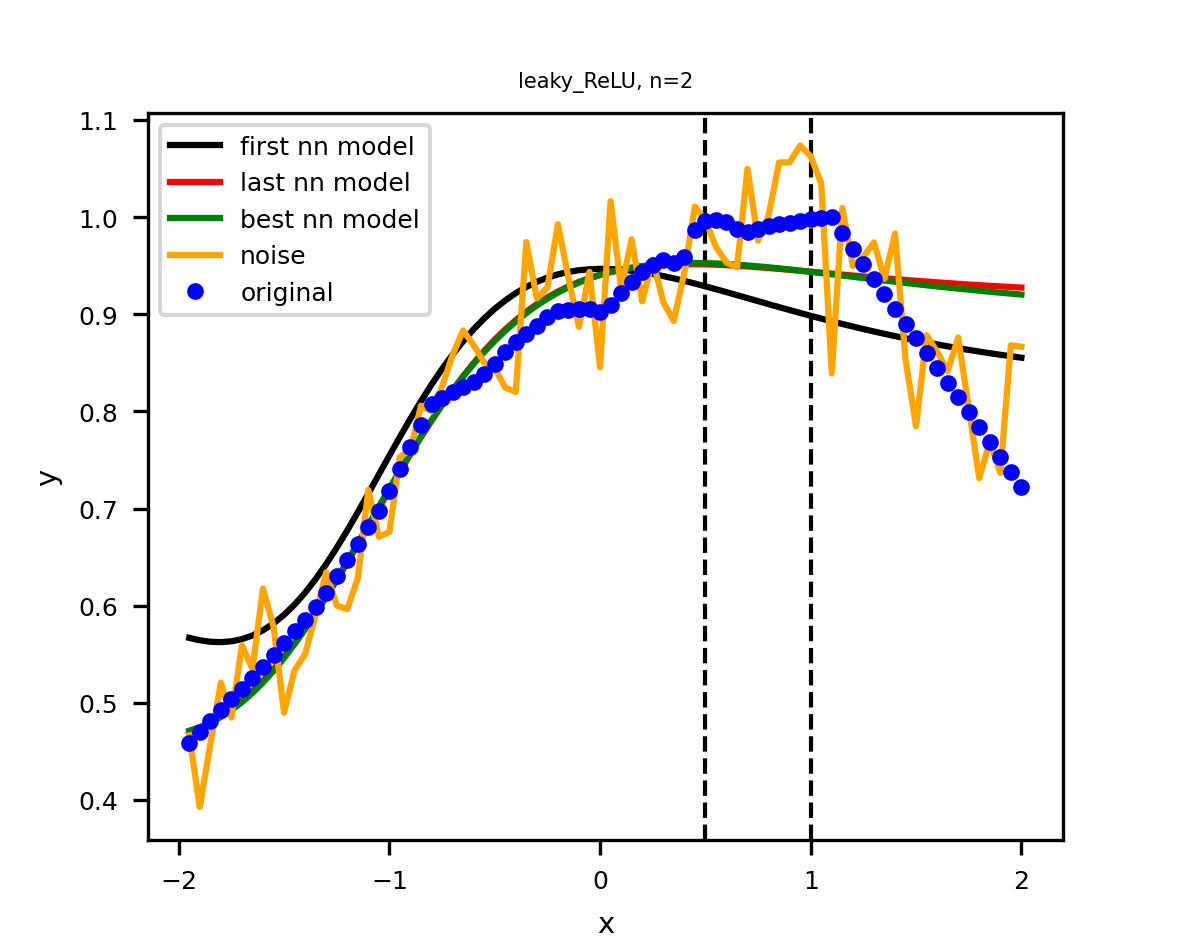 leaky_ReLU, n=2
first nn model
last nn model
best nn model
noise
original
1.1
1.0
0.9
0.8
0.7
0.6
0.5
0.4
y
−2
−1
0
1
2
x